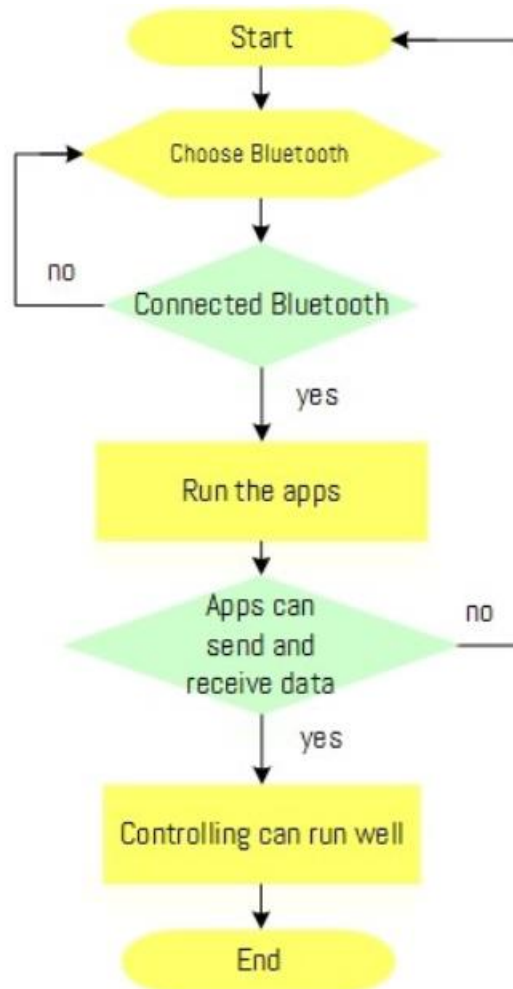 Start
Choose Bluetooth
no
Connected Bluetooth
yes
Run the apps
Apps can
send and
receive data
no
yes
Controlling can run well
End